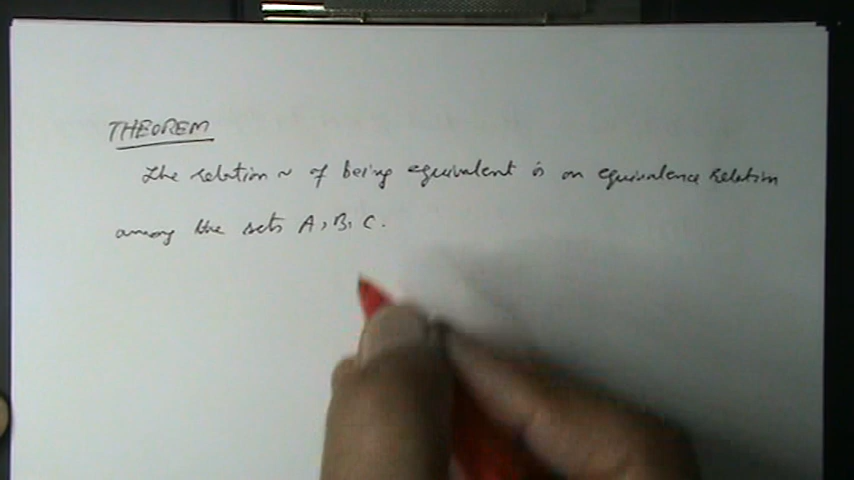 THEOREM
The relation ~ of being equivalent is an equivalence relation
among the sets A, B, C.